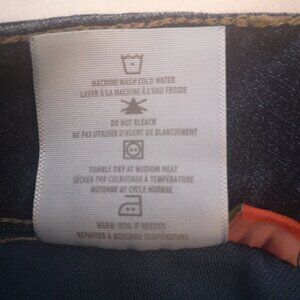 MACHINE WASH COLD WATER
LAVER À LA MACHINE À L'EAU FROIDE
DO NOT BLEACH
NE PAS UTILISER D'AGENT DE BLANCHIMENT
TUMBLE DRY AT MEDIUM HEAT
SÉCHER PAR CULBUTAGE À TEMPÉRATURE
MOYENNE AT CYCLE NORMAL
WARM IRON IF NEEDED
REPASSER À MOYENNE TEMPÉRATURE